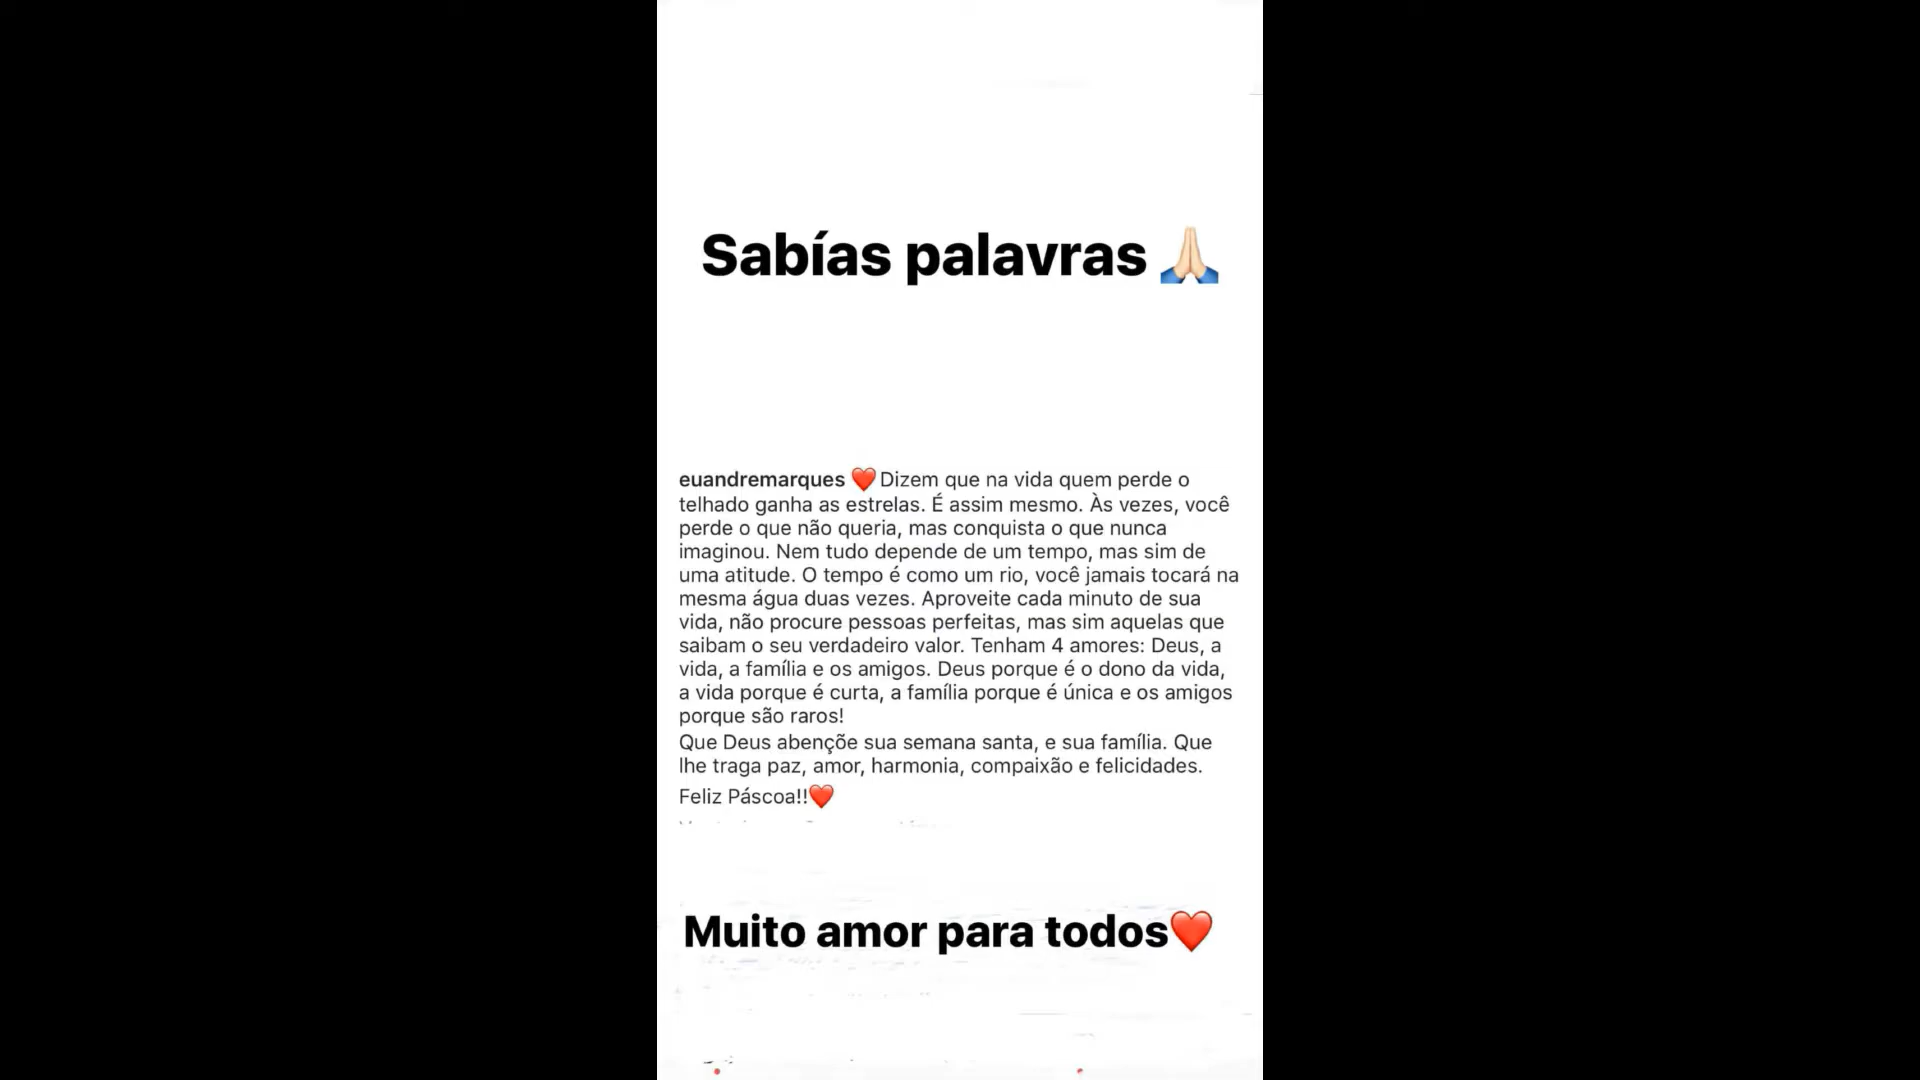 Sabías palavras 🙏🏻
euandremarques ❤️ Dizem que na vida quem perde o
telhado ganha as estrelas. É assim mesmo. Às vezes, você
perde o que não queria, mas conquista o que nunca
imaginou. Nem tudo depende de um tempo, mas sim de
uma atitude. O tempo é como um rio, você jamais tocará na
mesma água duas vezes. Aproveite cada minuto de sua
vida, não procure pessoas perfeitas, mas sim aquelas que
saibam o seu verdadeiro valor. Tenham 4 amores: Deus, a
vida, a família e os amigos. Deus porque é o dono da vida,
a vida porque é curta, a família porque é única e os amigos
porque são raros!
Que Deus abençõe sua semana santa, e sua família. Que
lhe traga paz, amor, harmonia, compaixão e felicidades.
Feliz Páscoa!!❤️
Muito amor para todos❤️